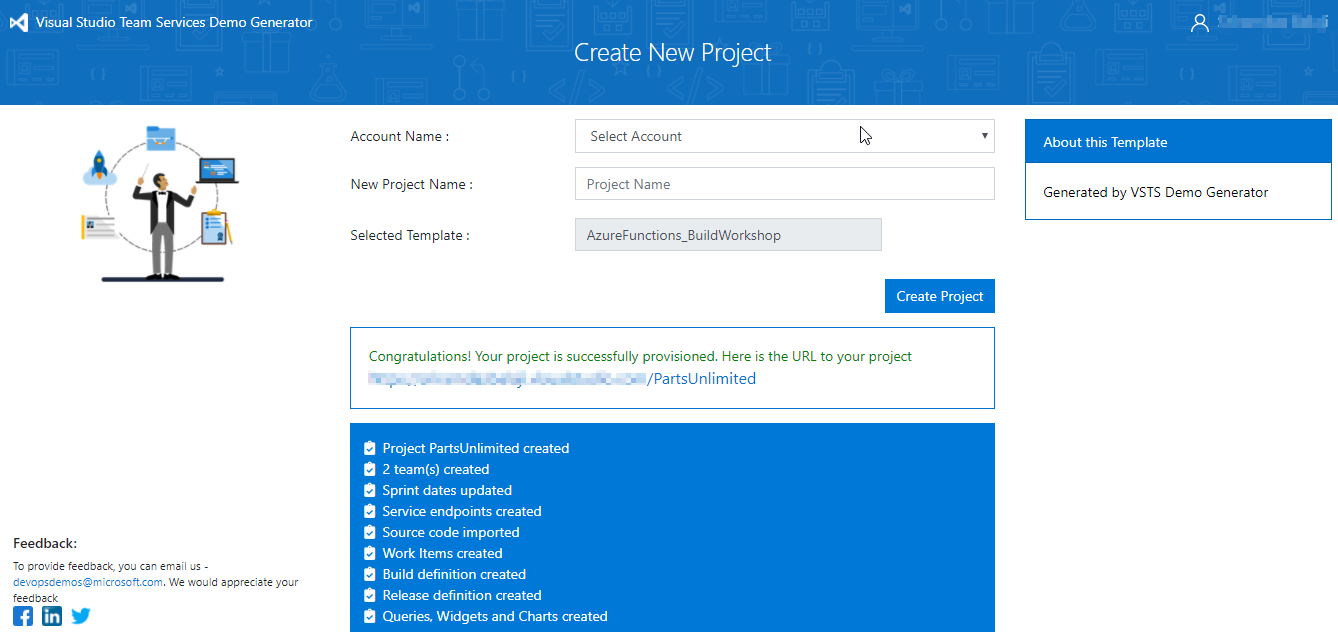 Visual Studio Team Services Demo Generator
Create New Project
Account Name :
Select Account
New Project Name :
Project Name
Selected Template :
AzureFunctions_BuildWorkshop
Create Project
About this Template
Generated by VSTS Demo Generator
Congratulations! Your project is successfully provisioned. Here is the URL to your project
/PartsUnlimited
Project PartsUnlimited created
2 team(s) created
Sprint dates updated
Service endpoints created
Source code imported
Work Items created
Build definition created
Release definition created
Queries, Widgets and Charts created
Feedback:
To provide feedback, you can email us -
devopsdemos@microsoft.com. We would appreciate your
feedback